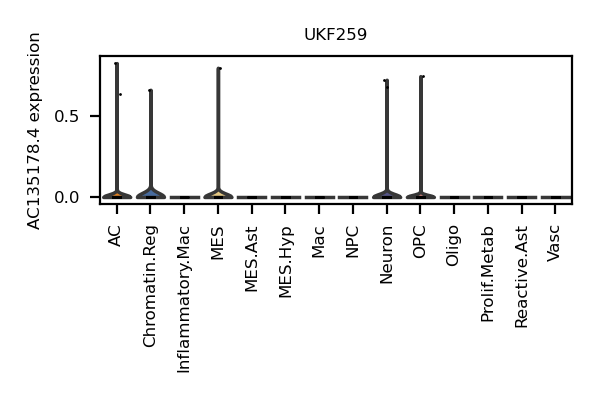 UKF259
AC135178.4 expression
0.5
0.0
AC
Chromatin.Reg
Inflammatory.Mac
MES
MES.Ast
MES.Hyp
Mac
NPC
Neuron
OPC
Oligo
Prolif.Metab
Reactive.Ast
Vasc